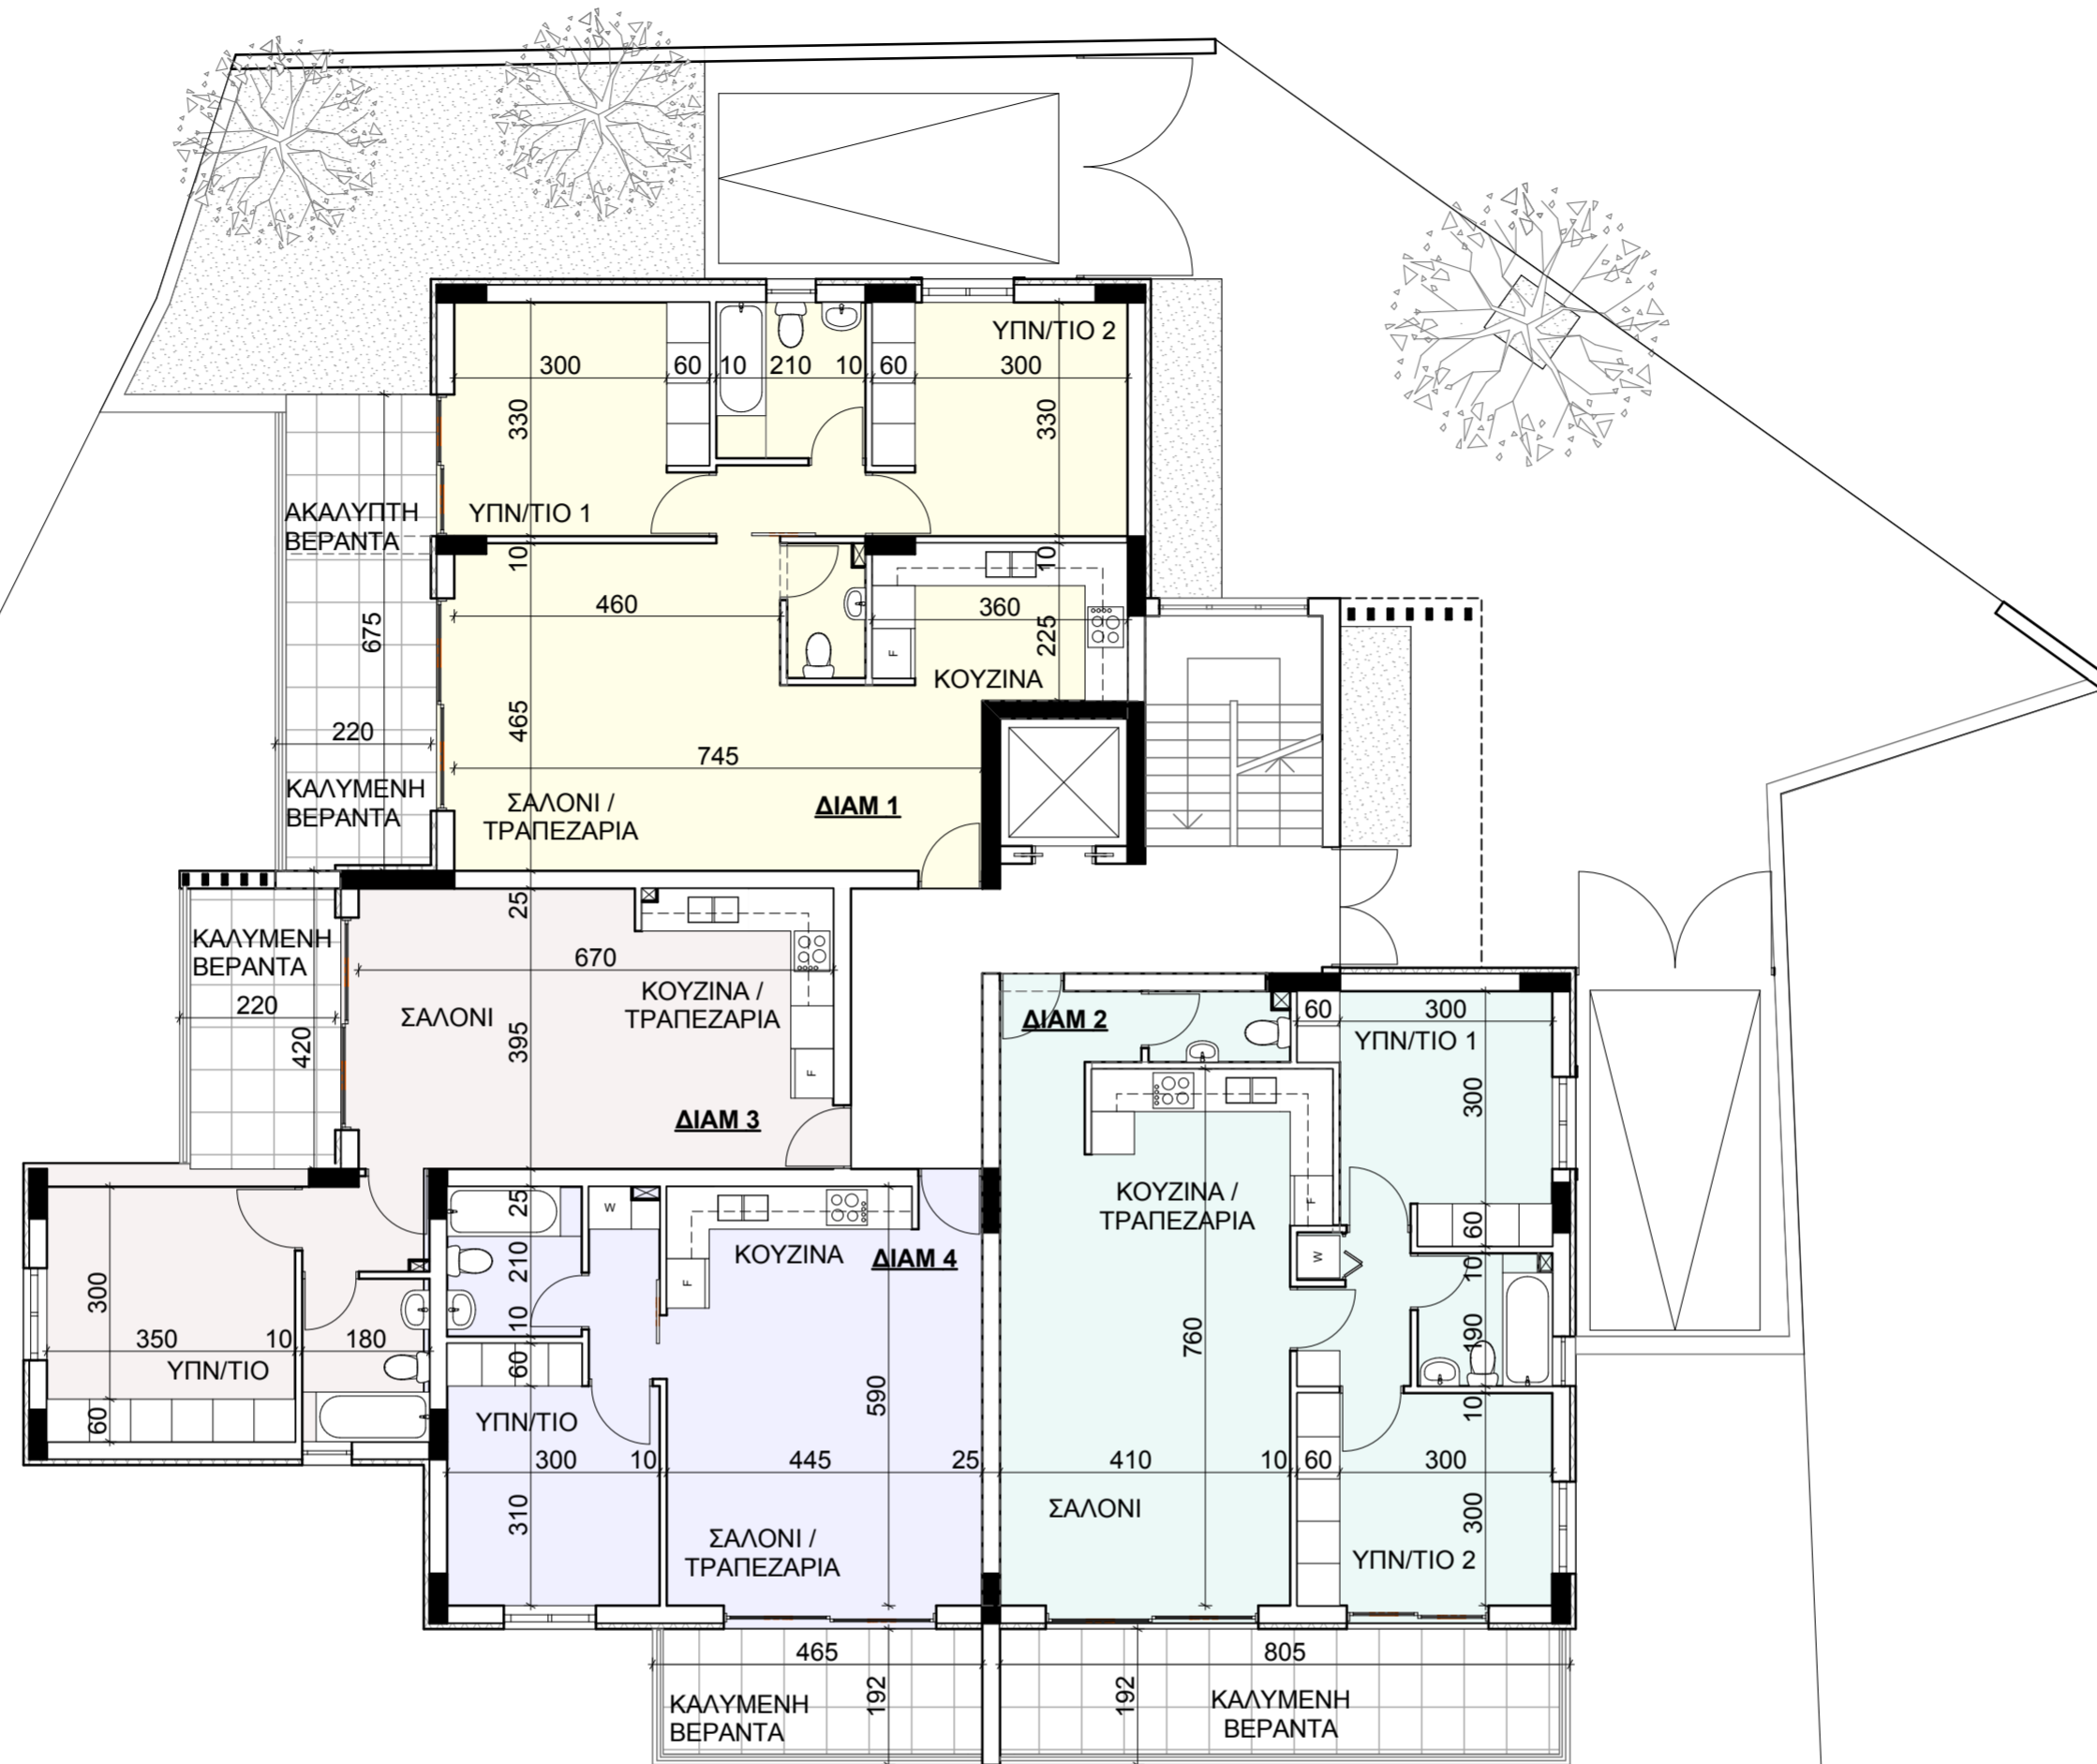 ΥΠΝ/ΤΙΟ 2
300
60
10
210
10
60
300
330
330
ΑΚΑΛΥΠΤΗ
ΒΕΡΑΝΤΑ
ΥΠΝ/ΤΙΟ 1
10
10
460
360
675
225
F
ΚΟΥΖΙΝΑ
220
465
745
ΚΑΛΥΜΕΝΗ
ΒΕΡΑΝΤΑ
ΣΑΛΟΝΙ /
ΤΡΑΠΕΖΑΡΙΑ
ΔΙΑΜ 1
25
ΚΑΛΥΜΕΝΗ
ΒΕΡΑΝΤΑ
670
220
420
ΣΑΛΟΝΙ
395
ΚΟΥΖΙΝΑ /
ΤΡΑΠΕΖΑΡΙΑ
F
ΔΙΑΜ 3
ΔΙΑΜ 2
60
300
ΥΠΝ/ΤΙΟ 1
300
ΚΟΥΖΙΝΑ /
ΤΡΑΠΕΖΑΡΙΑ
F
60
W
10
190
760
10
25
W
210
10
60
ΚΟΥΖΙΝΑ
ΔΙΑΜ 4
F
300
350
10
180
ΥΠΝ/ΤΙΟ
60
ΥΠΝ/ΤΙΟ
590
300
10
445
25
410
10
60
300
310
ΣΑΛΟΝΙ /
ΤΡΑΠΕΖΑΡΙΑ
ΣΑΛΟΝΙ
300
ΥΠΝ/ΤΙΟ 2
465
805
192
192
ΚΑΛΥΜΕΝΗ
ΒΕΡΑΝΤΑ
ΚΑΛΥΜΕΝΗ
ΒΕΡΑΝΤΑ